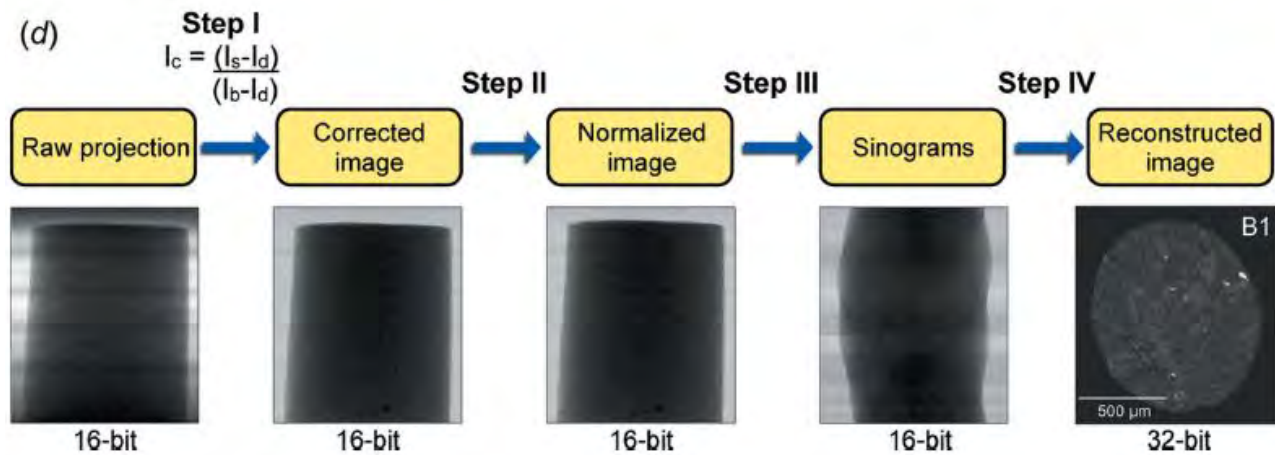 (d)
Step I
Ic = (Is-Id)
(Ib-Id)
Step II
Step III
Step IV
Raw projection
Corrected
image
Normalized
image
Sinograms
Reconstructed
image
B1
500 µm
16-bit
16-bit
16-bit
16-bit
32-bit